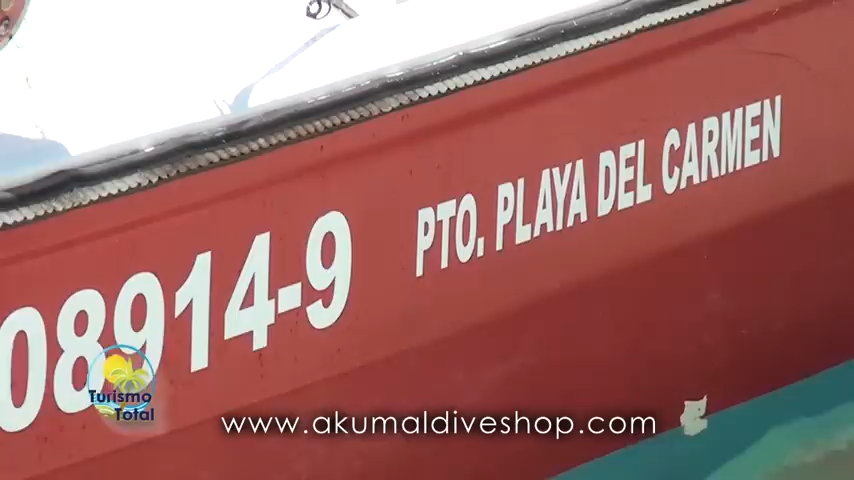 08914-9
PTO. PLAYA DEL CARMEN
Turismo
Total
www.akumaldiveshop.com